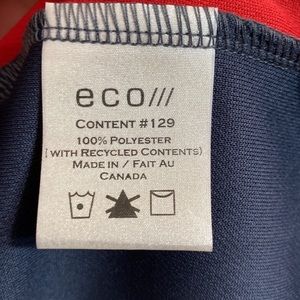 eco///
CONTENT #129
100% POLYESTER
(WITH RECYCLED CONTENTS)
MADE IN / FAIT AU
CANADA